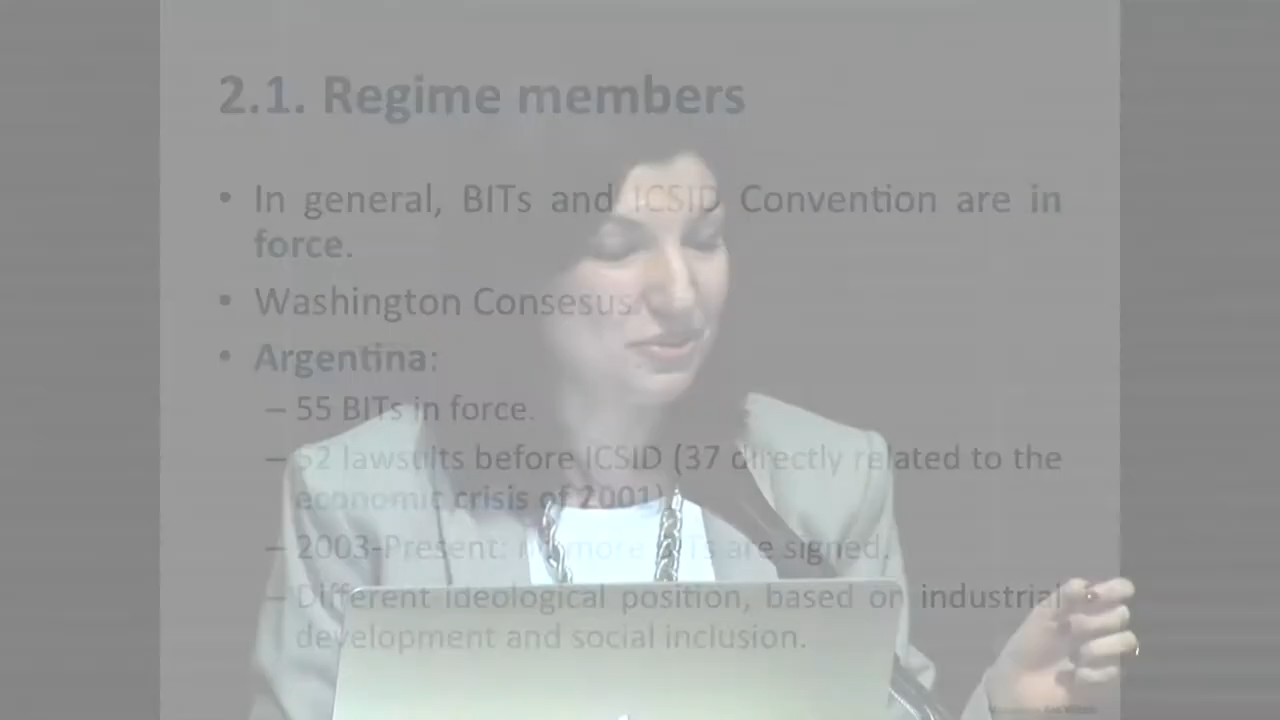 2.1. Regime members
• In general, BITs and ICSID Convention are in
force.
• Washington Consesus.
• Argentina:
– 55 BITs in force.
– 52 lawsuits before ICSID (37 directly related to the
economic crisis of 2001)
– 2003-Present: no more BITs are signed.
– Different ideological position, based on industrial
development and social inclusion.